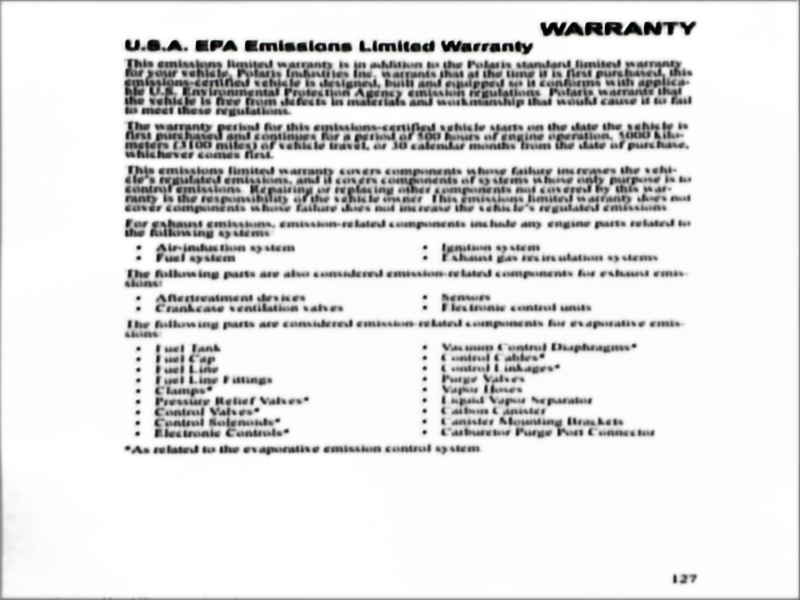 WARRANTY
U.S.A. EPA Emissions Limited Warranty
This emissions limited warranty is in addition to the Polaris standard limited warranty
for your vehicle. Polaris Industries Inc. warrants that at the time it is first purchased, this
emissions-certified vehicle is designed, built and equipped so it conforms with applica-
ble U.S. Environmental Protection Agency emission regulations. Polaris warrants that
the vehicle is free from defects in materials and workmanship that would cause it to fail
to meet these regulations.
The warranty period for this emissions-certified vehicle starts on the date the vehicle is
first purchased and continues for a period of 500 hours of engine operation, 5000 kilo-
meters (3100 miles) of vehicle travel, or 30 calendar months from the date of purchase,
whichever comes first.
This emissions limited warranty covers components whose failure increases the vehi-
cle's regulated emissions, and it covers components of systems whose only purpose is to
control emissions. Repairing or replacing other components not covered by this war-
ranty is the responsibility of the vehicle owner. This emissions limited warranty does not
cover components whose failure does not increase the vehicle's regulated emissions.
For exhaust emissions, emission-related components include any engine parts related to
the following systems:
• Air-induction system
• Fuel system
• Ignition system
• Exhaust gas recirculation systems
The following parts are also considered emission-related components for exhaust emis-
sions:
• Aftertreatment devices
• Crankcase ventilation valves
• Sensors
• Electronic control units
The following parts are considered emission-related components for evaporative emis-
sions:
• Fuel Tank
• Fuel Cap
• Fuel Line
• Fuel Line Fittings
• Clamps*
• Pressure Relief Valves*
• Control Valves*
• Control Solenoids*
• Electronic Controls*
• Vacuum Control Diaphragms*
• Control Cables*
• Control Linkages*
• Purge Valves
• Vapor Hoses
• Liquid Vapor Separator
• Carbon Canister
• Canister Mounting Brackets
• Carburetor Purge Port Connector
*As related to the evaporative emission control system.
127